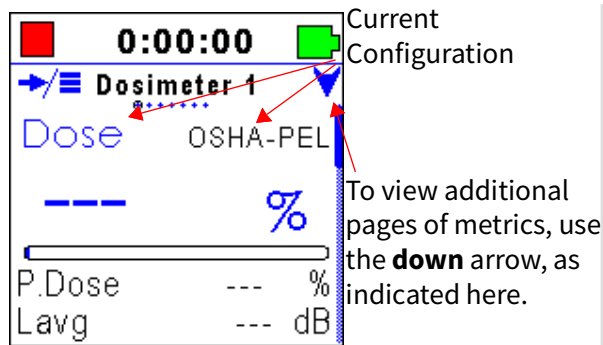 0:00:00
Current
Configuration
Dosimeter 1
Dose OSHA-PEL
--- %
P.Dose --- %
Lavg --- dB
To view additional
pages of metrics, use
the down arrow, as
indicated here.